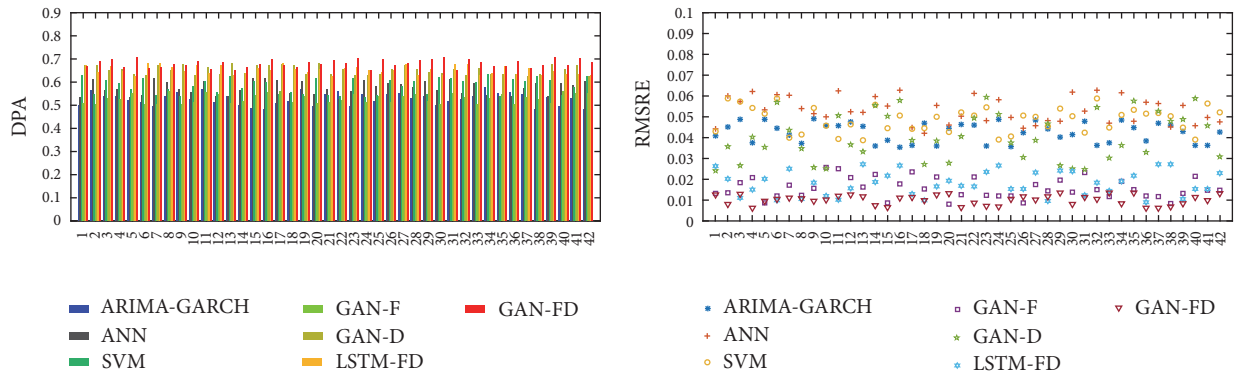 DPA
0.9
0.8
0.7
0.6
0.5
0.4
0.3
0.2
0.1
0
1 2 3 4 5 6 7 8 9 10 11 12 13 14 15 16 17 18 19 20 21 22 23 24 25 26 27 28 29 30 31 32 33 34 35 36 37 38 39 40 41 42
ARIMA-GARCH
ANN
SVM
GAN-F
GAN-D
LSTM-FD
GAN-FD
RMSRE
0.1
0.09
0.08
0.07
0.06
0.05
0.04
0.03
0.02
0.01
0
1 2 3 4 5 6 7 8 9 10 11 12 13 14 15 16 17 18 19 20 21 22 23 24 25 26 27 28 29 30 31 32 33 34 35 36 37 38 39 40 41 42
ARIMA-GARCH
ANN
SVM
GAN-F
GAN-D
LSTM-FD
GAN-FD